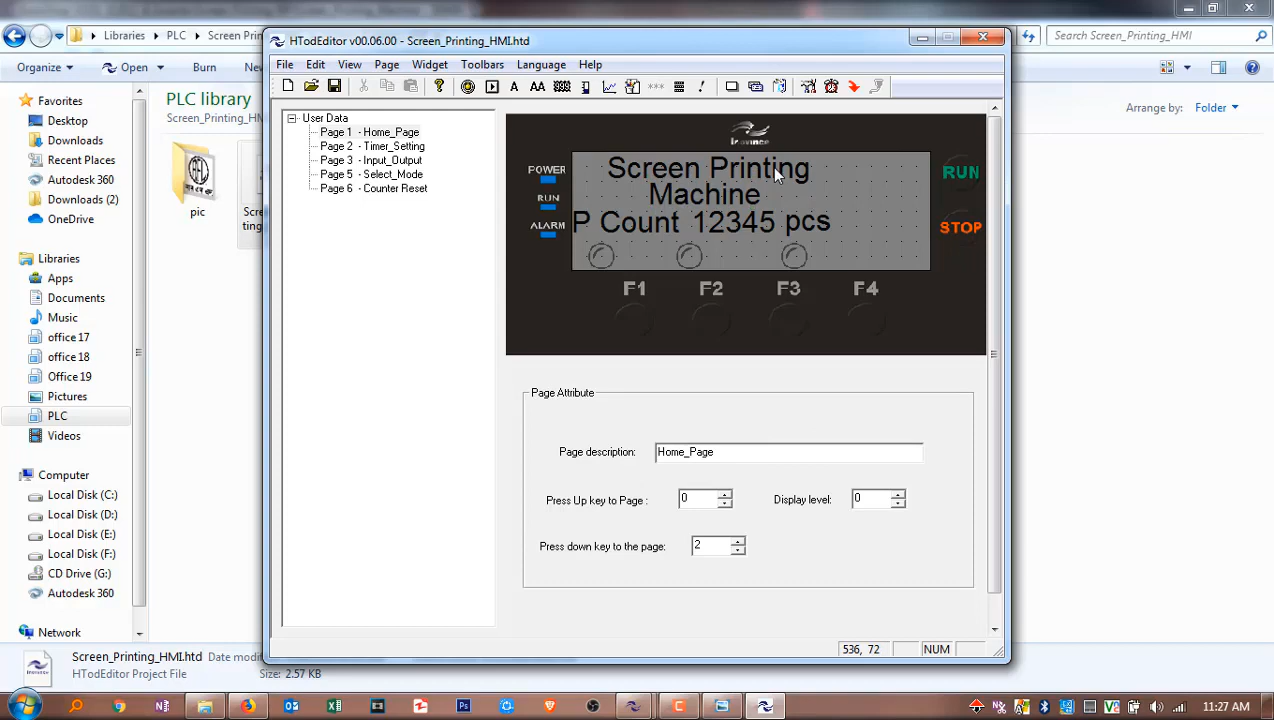 Libraries
PLC
Screen Pri
Search Screen_Printing_HMI
HTodEditor v00.06.00 - Screen_Printing_HMI.htd
Organize
Open
Burn
File Edit View Page Widget Toolbars Language Help
Favorites
Desktop
Downloads
Recent Places
Autodesk 360
Downloads (2)
OneDrive
Libraries
Apps
Documents
Music
office 17
office 18
Office 19
Pictures
PLC
Videos
Computer
Local Disk (C:)
Local Disk (D:)
Local Disk (E:)
Local Disk (F:)
CD Drive (G:)
Autodesk 360
Network
PLC library
Screen_Printing_H
Arrange by: Folder
pic
Scre
ting
User Data
Page 1 - Home_Page
Page 2 - Timer_Setting
Page 3 - Input_Output
Page 5 - Select_Mode
Page 6 - Counter Reset
Inovance
POWER
RUN
ALARM
Screen Printing
Machine
P Count 12345 pcs
RUN
STOP
F1 F2 F3 F4
Page Attribute
Page description: Home_Page
Press Up key to Page : 0
Display level: 0
Press down key to the page: 2
536, 72
NUM
Screen_Printing_HMI.htd Date modif
HTodEditor Project File
Size: 2.57 KB
11:27 AM